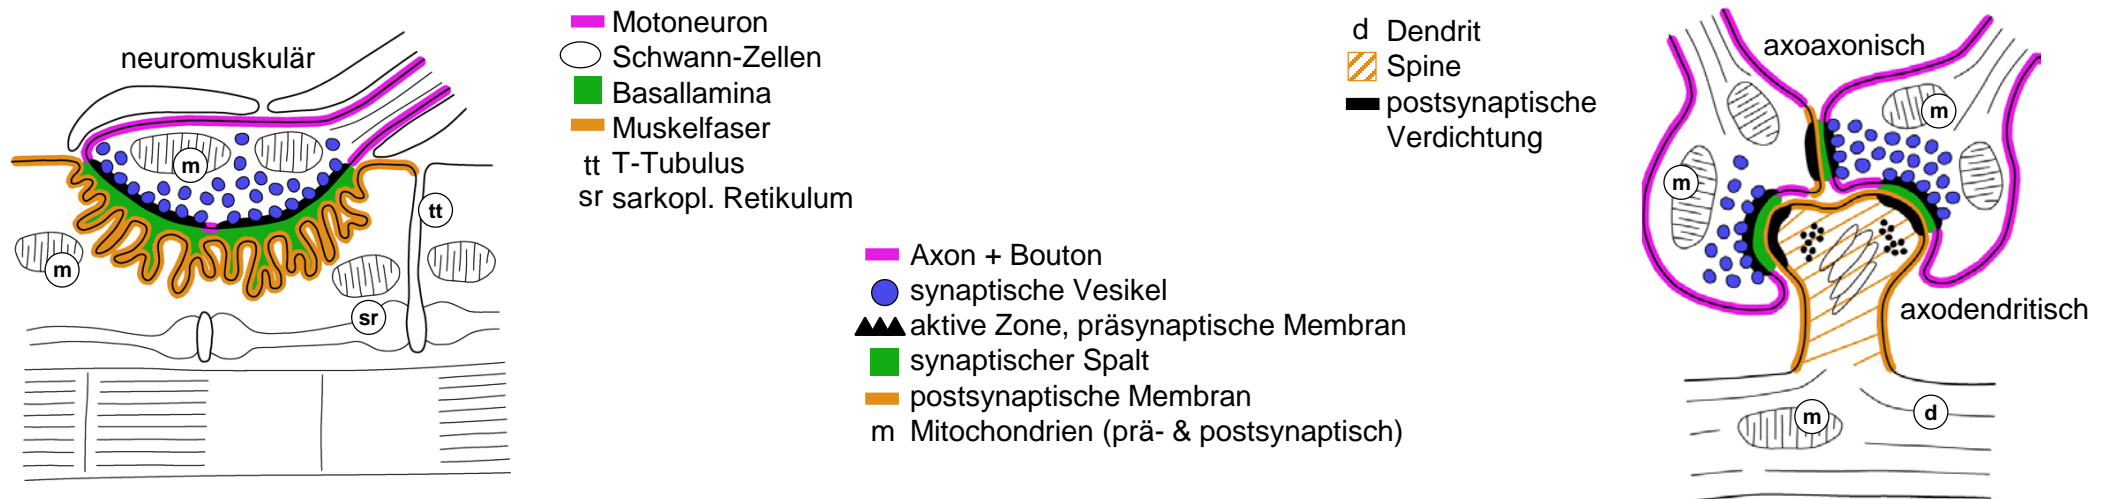 neuromuskulär
m
tt
m
sr
Motoneuron
Schwann-Zellen
Basallamina
Muskelfaser
tt T-Tubulus
sr sarkopl. Retikulum
Axon + Bouton
synaptische Vesikel
aktive Zone, präsynaptische Membran
synaptischer Spalt
postsynaptische Membran
m Mitochondrien (prä- & postsynaptisch)
d Dendrit
Spine
postsynaptische
Verdichtung
axoaxonisch
m
m
axodendritisch
m
d